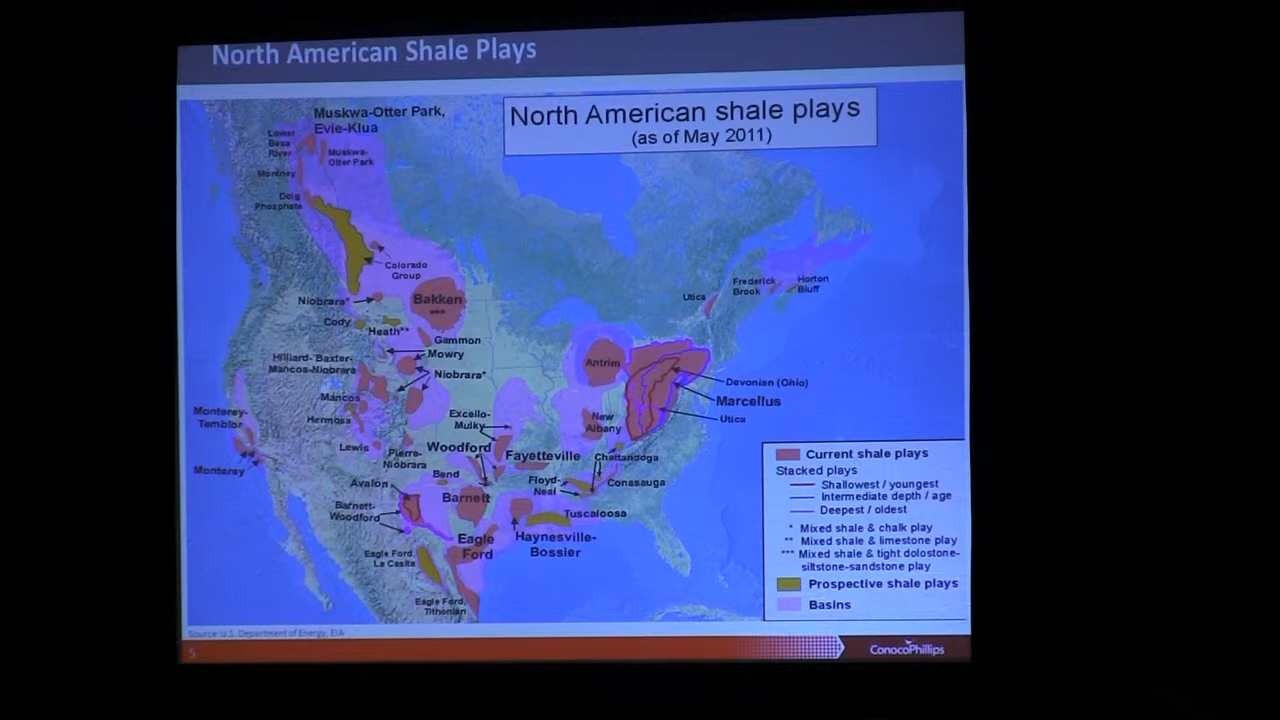 North American Shale Plays
North American shale plays
(as of May 2011)
Muskwa-Otter Park,
Evie-Klua
Lower
Besa
River
Muskwa-
Otter Park
Montney
Doig
Phosphate
Colorado
Group
Niobrara*
Bakken
***
Cody
Heath**
Gammon
Mowry
Hilliard-Baxter-
Mancos-Niobrara
Niobrara*
Mancos
Hermosa
Monterey-
Temblor
Monterey
Lewis
Pierre-
Niobrara
Excello-
Mulky
Woodford
Fayetteville
Bend
Avalon
Barnett
Barnett-
Woodford
Eagle
Ford
Eagle Ford,
La Casita
Eagle Ford,
Tithonian
Haynesville-
Bossier
Tuscaloosa
Floyd-
Neal
Conasauga
Chattanooga
New
Albany
Antrim
Devonian (Ohio)
Marcellus
Utica
Utica
Frederick
Brook
Horton
Bluff
Current shale plays
Stacked plays
Shallowest / youngest
Intermediate depth / age
Deepest / oldest
* Mixed shale & chalk play
** Mixed shale & limestone play
*** Mixed shale & tight dolostone-
siltstone-sandstone play
Prospective shale plays
Basins
Source: U.S. Department of Energy, EIA
5
ConocoPhillips